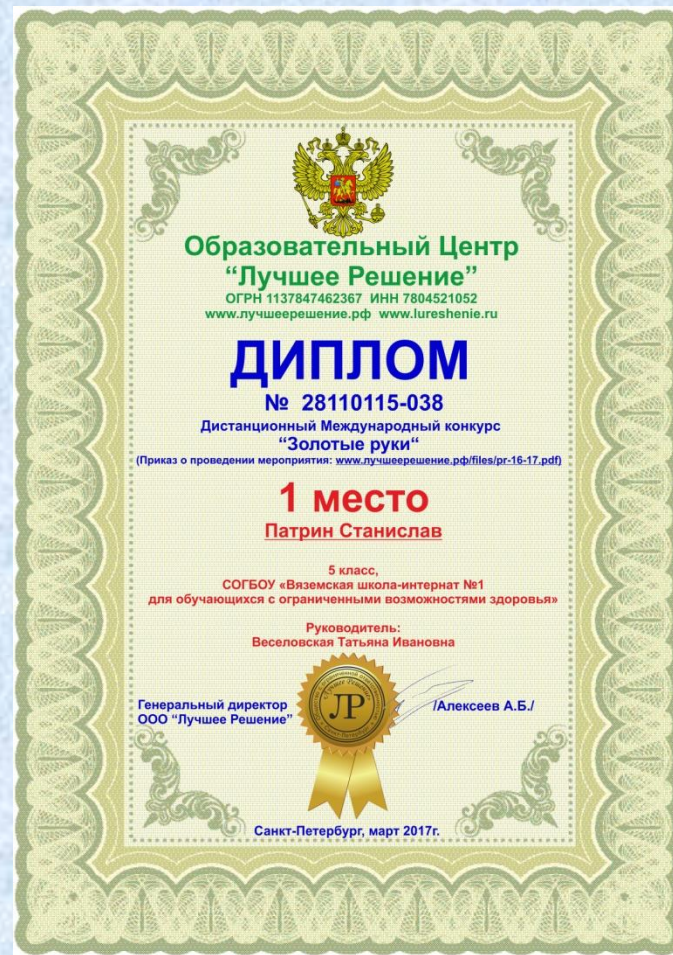 Образовательный Центр
“Лучшее Решение”
ОГРН 1137847462367 ИНН 7804521052
www.лучшеерешение.рф www.lureshenie.ru
ДИПЛОМ
№ 28110115-038
Дистанционный Международный конкурс
“Золотые руки“
(Приказ о проведении мероприятия: www.лучшеерешение.рф/files/pr-16-17.pdf)
1 место
Патрин Станислав
5 класс,
СОГБОУ «Вяземская школа-интернат №1
для обучающихся с ограниченными возможностями здоровья»
Руководитель:
Веселовская Татьяна Ивановна
Генеральный директор
ООО “Лучшее Решение”
Лучшее Решение
ЛР
/Алексеев А.Б./
Санкт-Петербург, март 2017г.